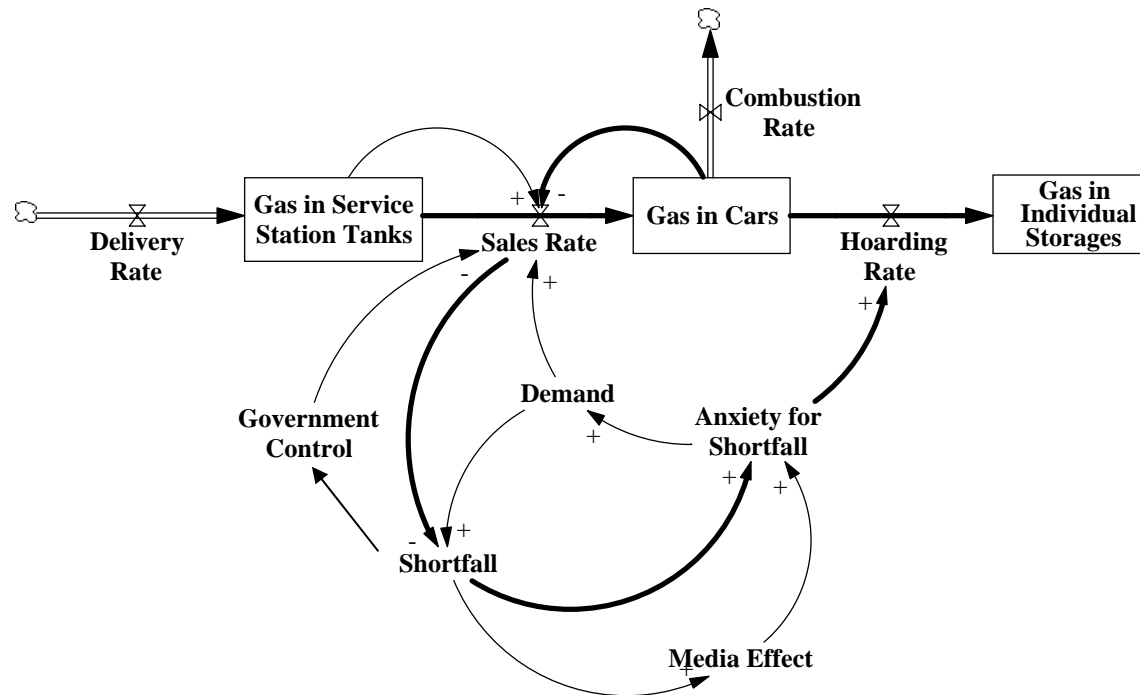 Combustion
Rate
+
-
Gas in Service
Station Tanks
Gas in Cars
Gas in
Individual
Storages
Delivery
Rate
Sales Rate
Hoarding
Rate
-
+
+
Demand
Government
Control
Anxiety for
Shortfall
+
+
+
-
+
Shortfall
Media Effect
+